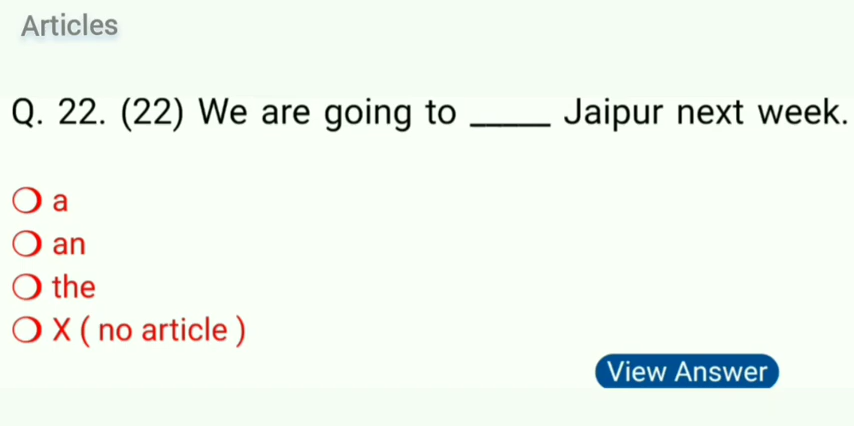 Articles
Q. 22. (22) We are going to _____ Jaipur next week.
a
an
the
X ( no article )
View Answer